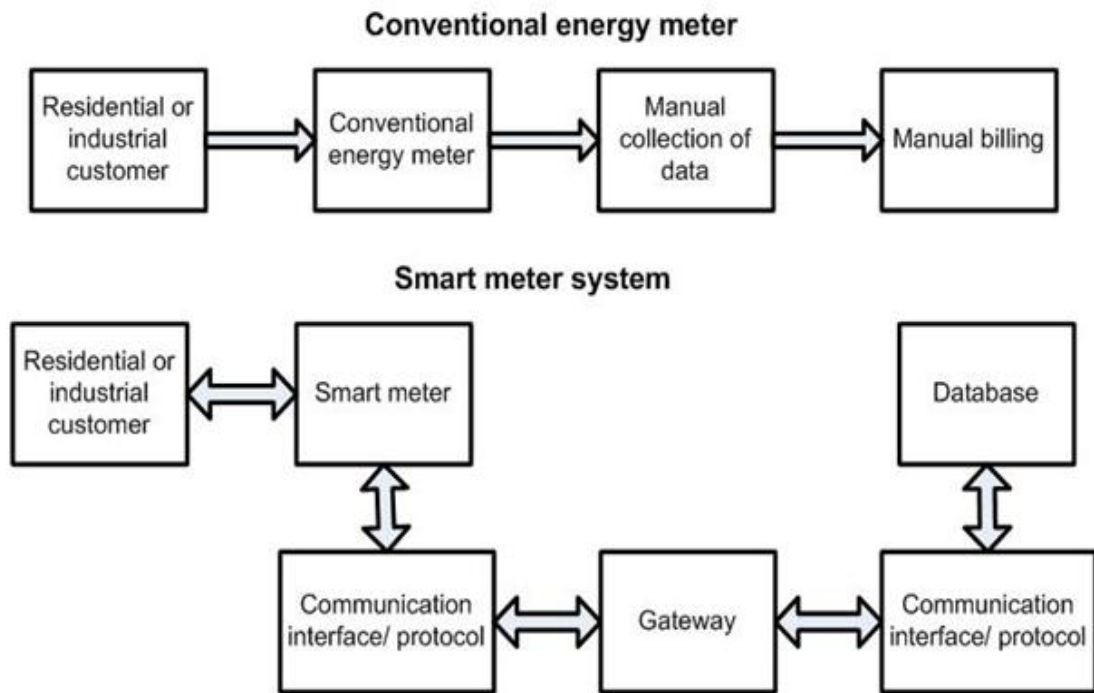 Conventional energy meter
Residential or
industrial
customer
Conventional
energy meter
Manual
collection of
data
Manual billing
Smart meter system
Residential or
industrial
customer
Smart meter
Database
Communication
interface/ protocol
Gateway
Communication
interface/ protocol